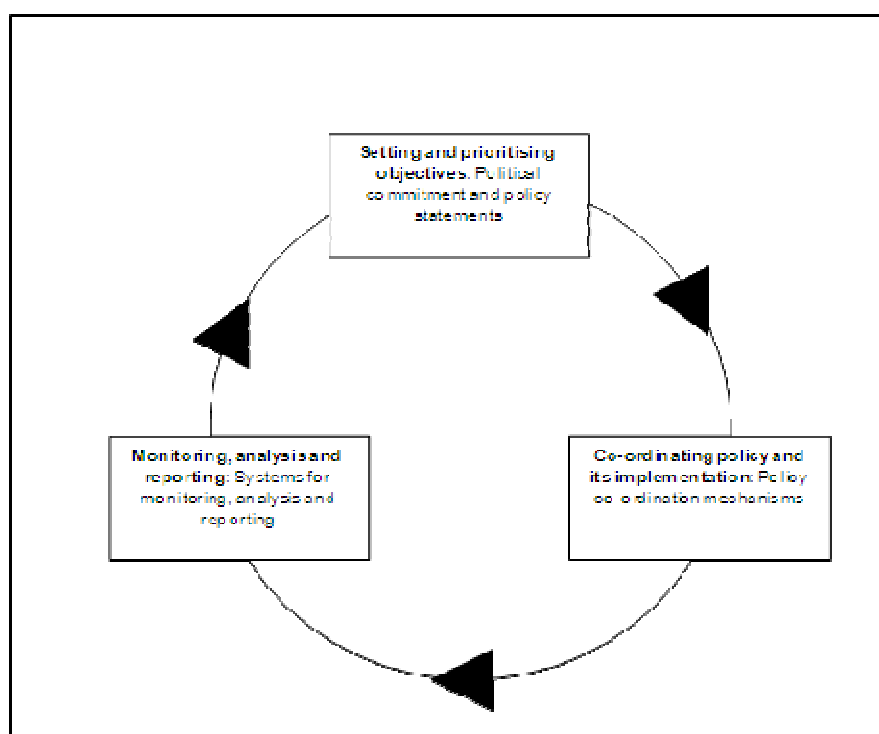 Setting and prioritising
objectives: Political
commitment and policy
statements
Monitoring, analysis and
reporting: Systems for
monitoring, analysis and
reporting
Co-ordinating policy and
its implementation: Policy
co-ordination mechanisms